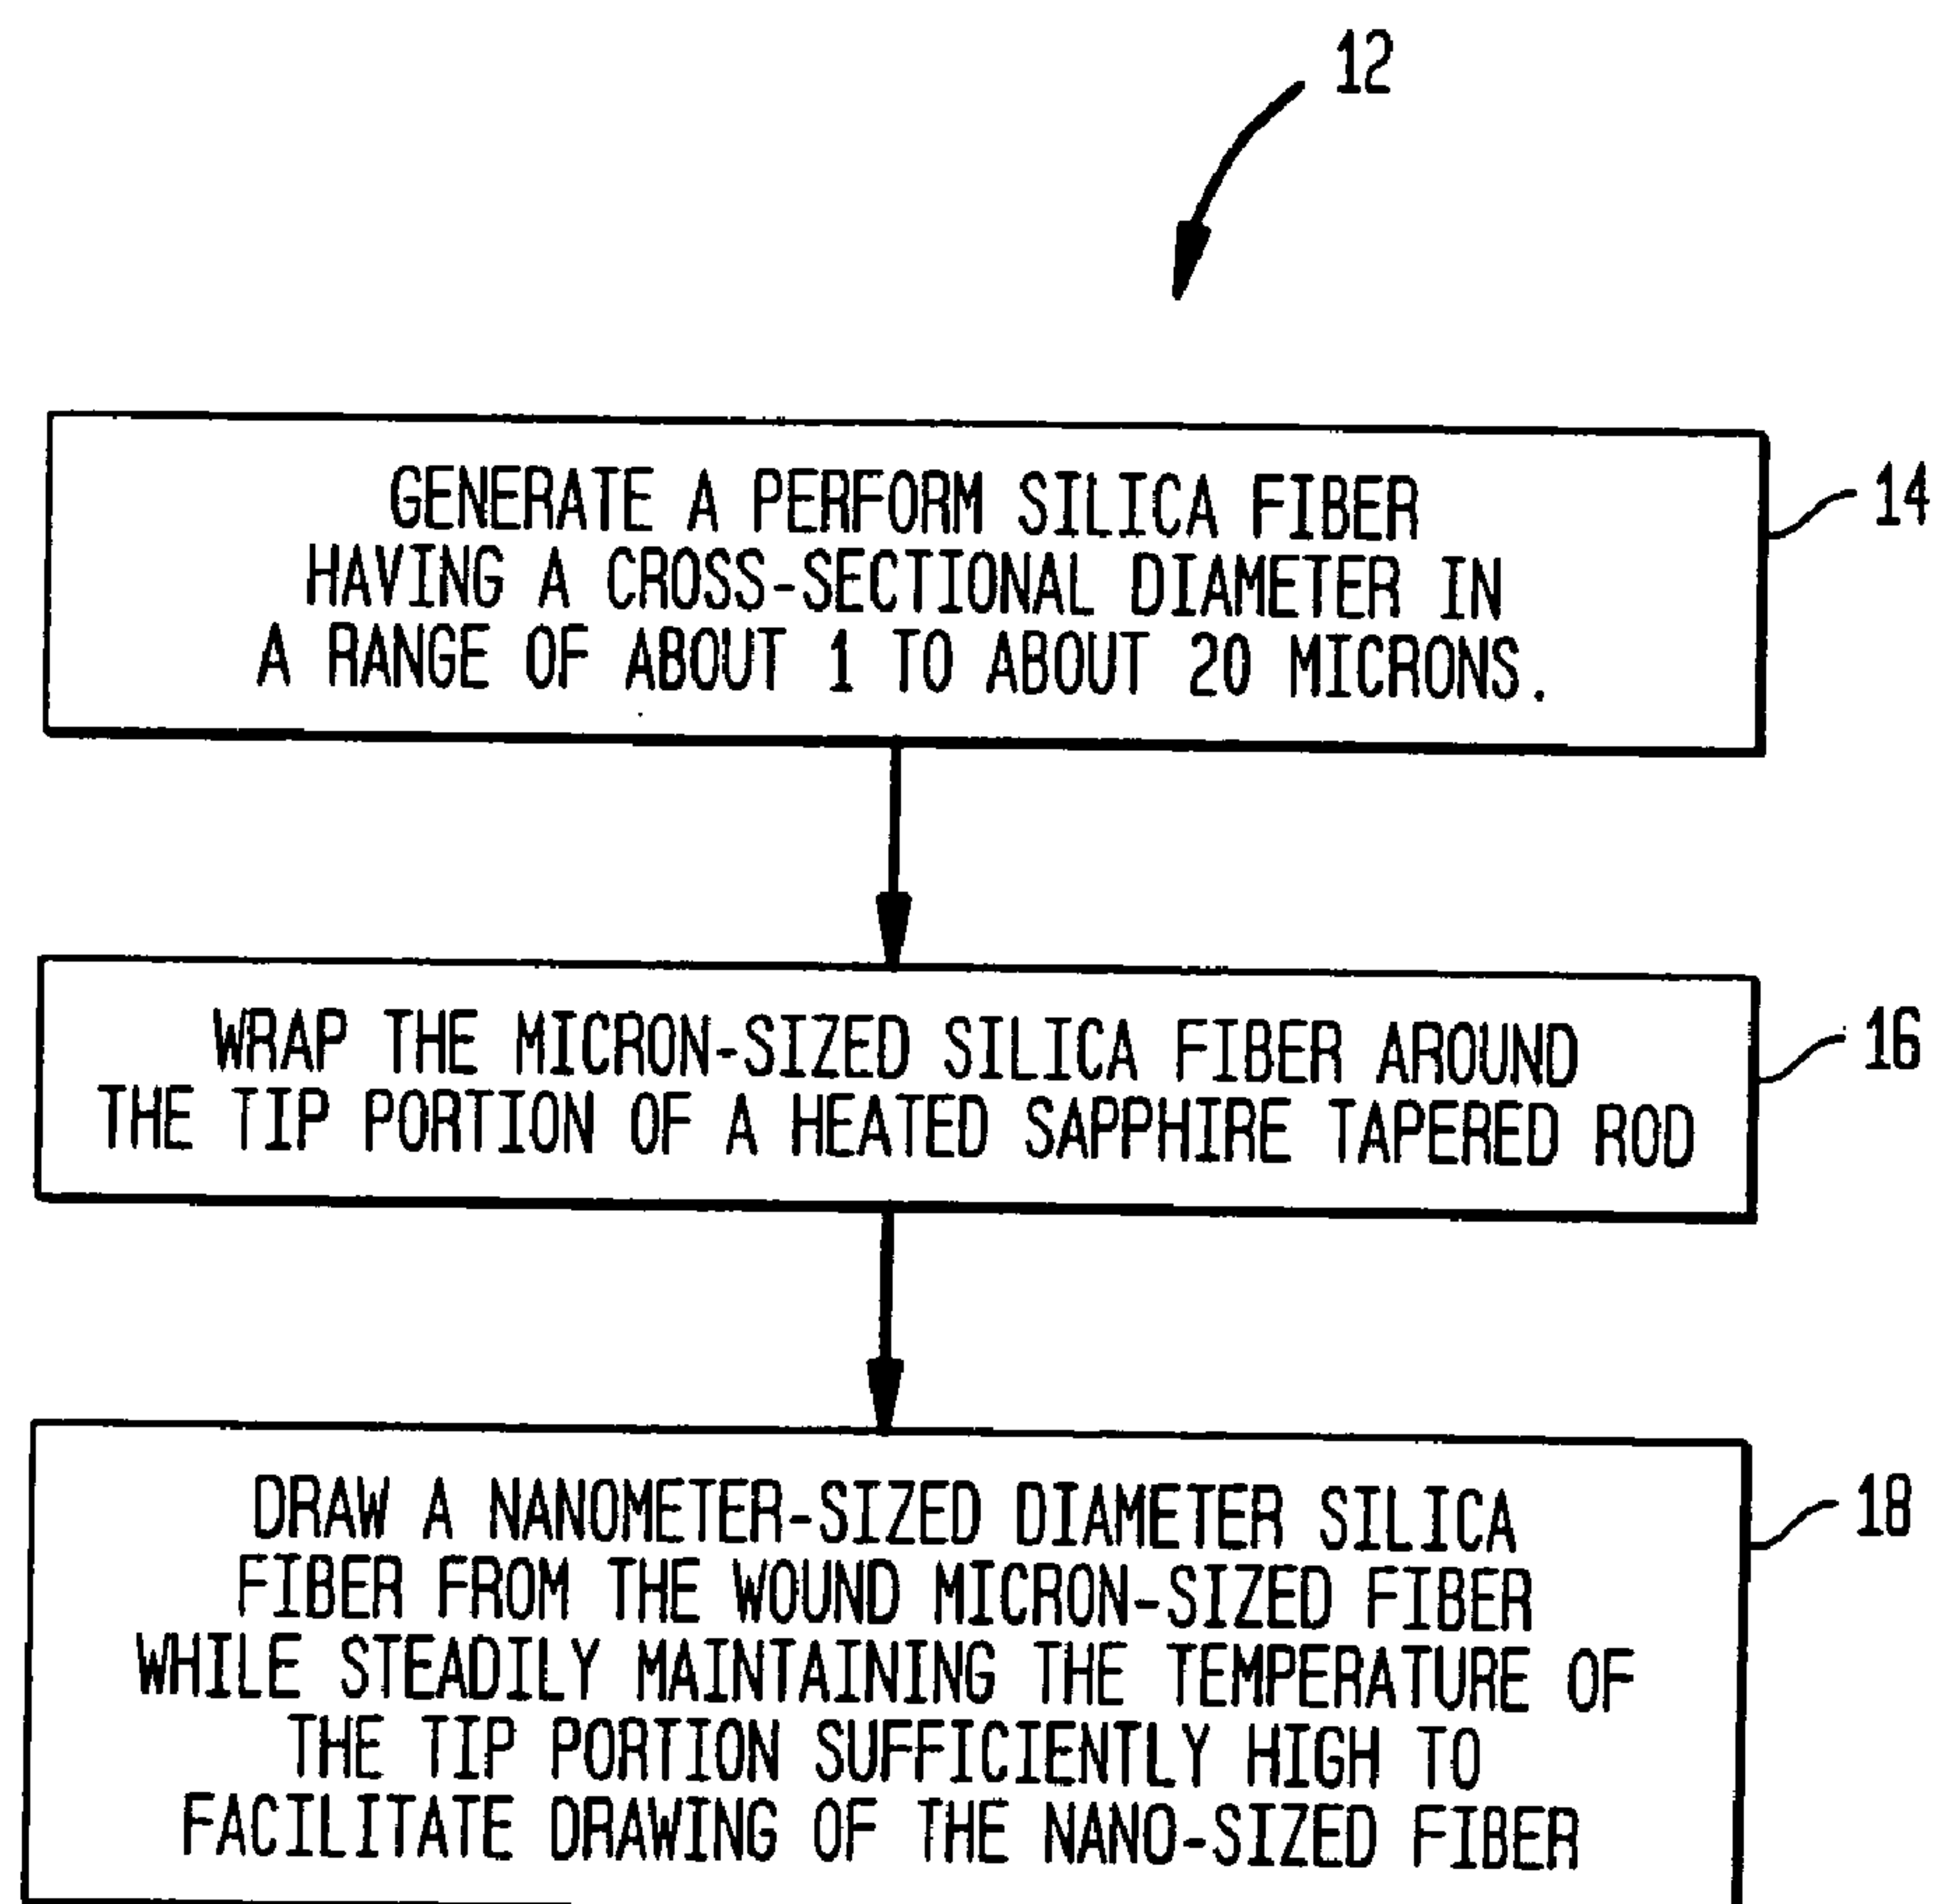 12
GENERATE A PERFORM SILICA FIBER
HAVING A CROSS-SECTIONAL DIAMETER IN
A RANGE OF ABOUT 1 TO ABOUT 20 MICRONS.
14
WRAP THE MICRON-SIZED SILICA FIBER AROUND
THE TIP PORTION OF A HEATED SAPPHIRE TAPERED ROD
16
DRAW A NANOMETER-SIZED DIAMETER SILICA
FIBER FROM THE WOUND MICRON-SIZED FIBER
WHILE STEADILY MAINTAINING THE TEMPERATURE OF
THE TIP PORTION SUFFICIENTLY HIGH TO
FACILITATE DRAWING OF THE NANO-SIZED FIBER
18